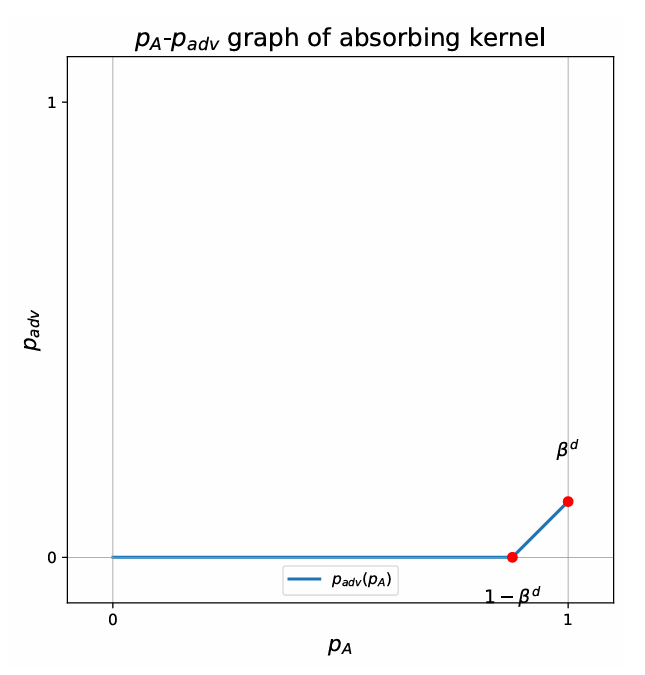 p_A-p_adv graph of absorbing kernel
1
p_adv
β^d
0
p_adv(p_A)
1 − β^d
0
1
p_A